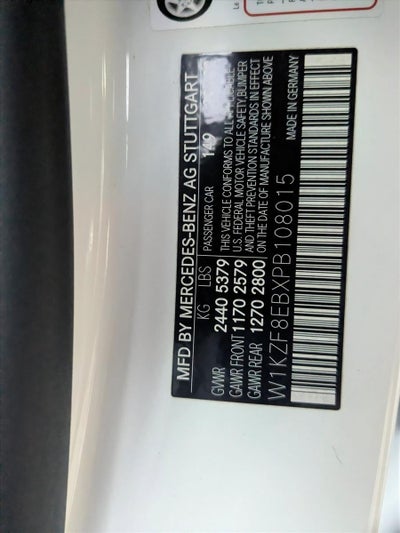 MFD BY MERCEDES-BENZ AG STUTTGART
KG LBS PASSENGER CAR 149
GVWR 2440 5379 THIS VEHICLE CONFORMS TO ALL APPLICABLE
GAWR FRONT 1170 2579 U.S. FEDERAL MOTOR VEHICLE SAFETY, BUMPER
GAWR REAR 1270 2800 AND THEFT PREVENTION STANDARDS IN EFFECT
ON THE DATE OF MANUFACTURE SHOWN ABOVE
W1KZF8EBXPB108015 MADE IN GERMANY